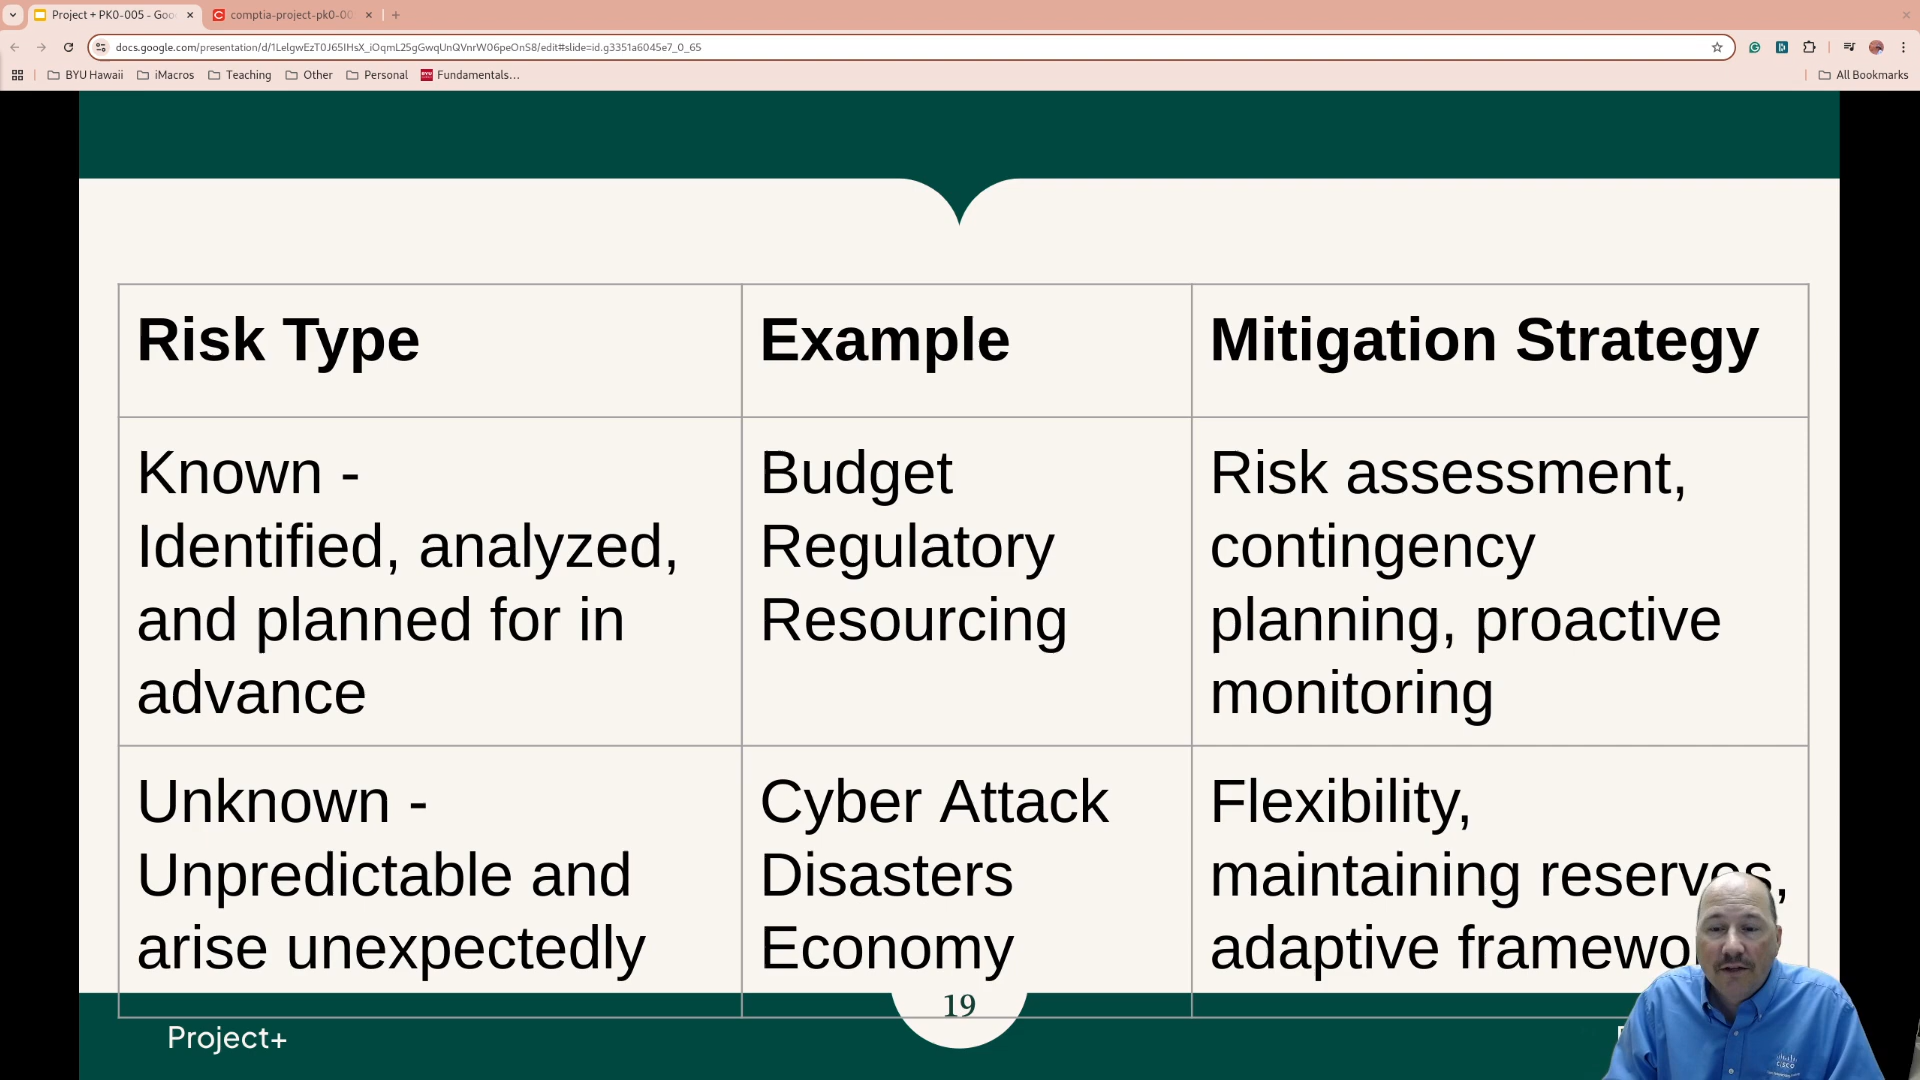 Project + PK0-005 - Goo
comptia-project-pk0-00
docs.google.com/presentation/d/1LelgwEzT0J65IHsX_iOqmL25gGwqUnQVnrW06peOnS8/edit#slide=id.g3351a6045e7_0_65
BYU Hawaii
iMacros
Teaching
Other
Personal
Fundamentals...
All Bookmarks
Risk Type
Example
Mitigation Strategy
Known -
Identified, analyzed,
and planned for in
advance
Budget
Regulatory
Resourcing
Risk assessment,
contingency
planning, proactive
monitoring
Unknown -
Unpredictable and
arise unexpectedly
Cyber Attack
Disasters
Economy
Flexibility,
maintaining reserves,
adaptive
19
Project+
CISCO